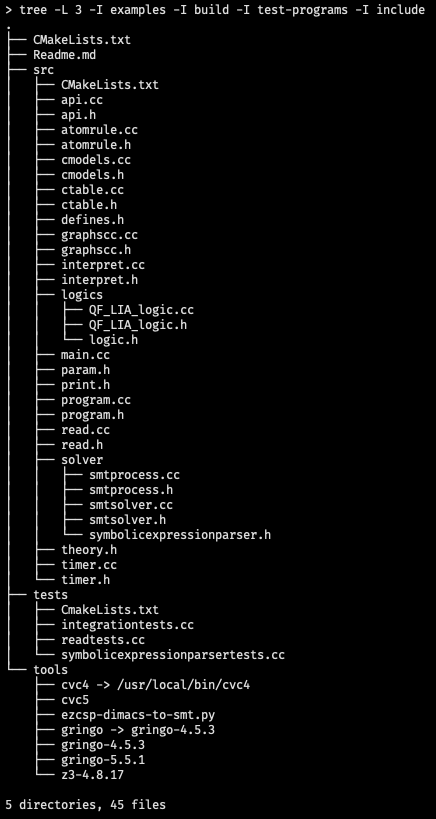 > tree -L 3 -I examples -I build -I test-programs -I include
.
├── CMakeLists.txt
├── Readme.md
├── src
│   ├── CMakeLists.txt
│   ├── api.cc
│   ├── api.h
│   ├── atomrule.cc
│   ├── atomrule.h
│   ├── cmodels.cc
│   ├── cmodels.h
│   ├── ctable.cc
│   ├── ctable.h
│   ├── defines.h
│   ├── graphscc.cc
│   ├── graphscc.h
│   ├── interpret.cc
│   ├── interpret.h
│   ├── logics
│   │   ├── QF_LIA_logic.cc
│   │   ├── QF_LIA_logic.h
│   │   └── logic.h
│   ├── main.cc
│   ├── param.h
│   ├── print.h
│   ├── program.cc
│   ├── program.h
│   ├── read.cc
│   ├── read.h
│   ├── solver
│   │   ├── smtprocess.cc
│   │   ├── smtprocess.h
│   │   ├── smtsolver.cc
│   │   ├── smtsolver.h
│   │   └── symbolicexpressionparser.h
│   ├── theory.h
│   ├── timer.cc
│   └── timer.h
├── tests
│   ├── CmakeLists.txt
│   ├── integrationtests.cc
│   ├── readtests.cc
│   └── symbolicexpressionparsertests.cc
└── tools
    ├── cvc4 -> /usr/local/bin/cvc4
    ├── cvc5
    ├── ezcsp-dimacs-to-smt.py
    ├── gringo -> gringo-4.5.3
    ├── gringo-4.5.3
    ├── gringo-5.5.1
    └── z3-4.8.17
5 directories, 45 files